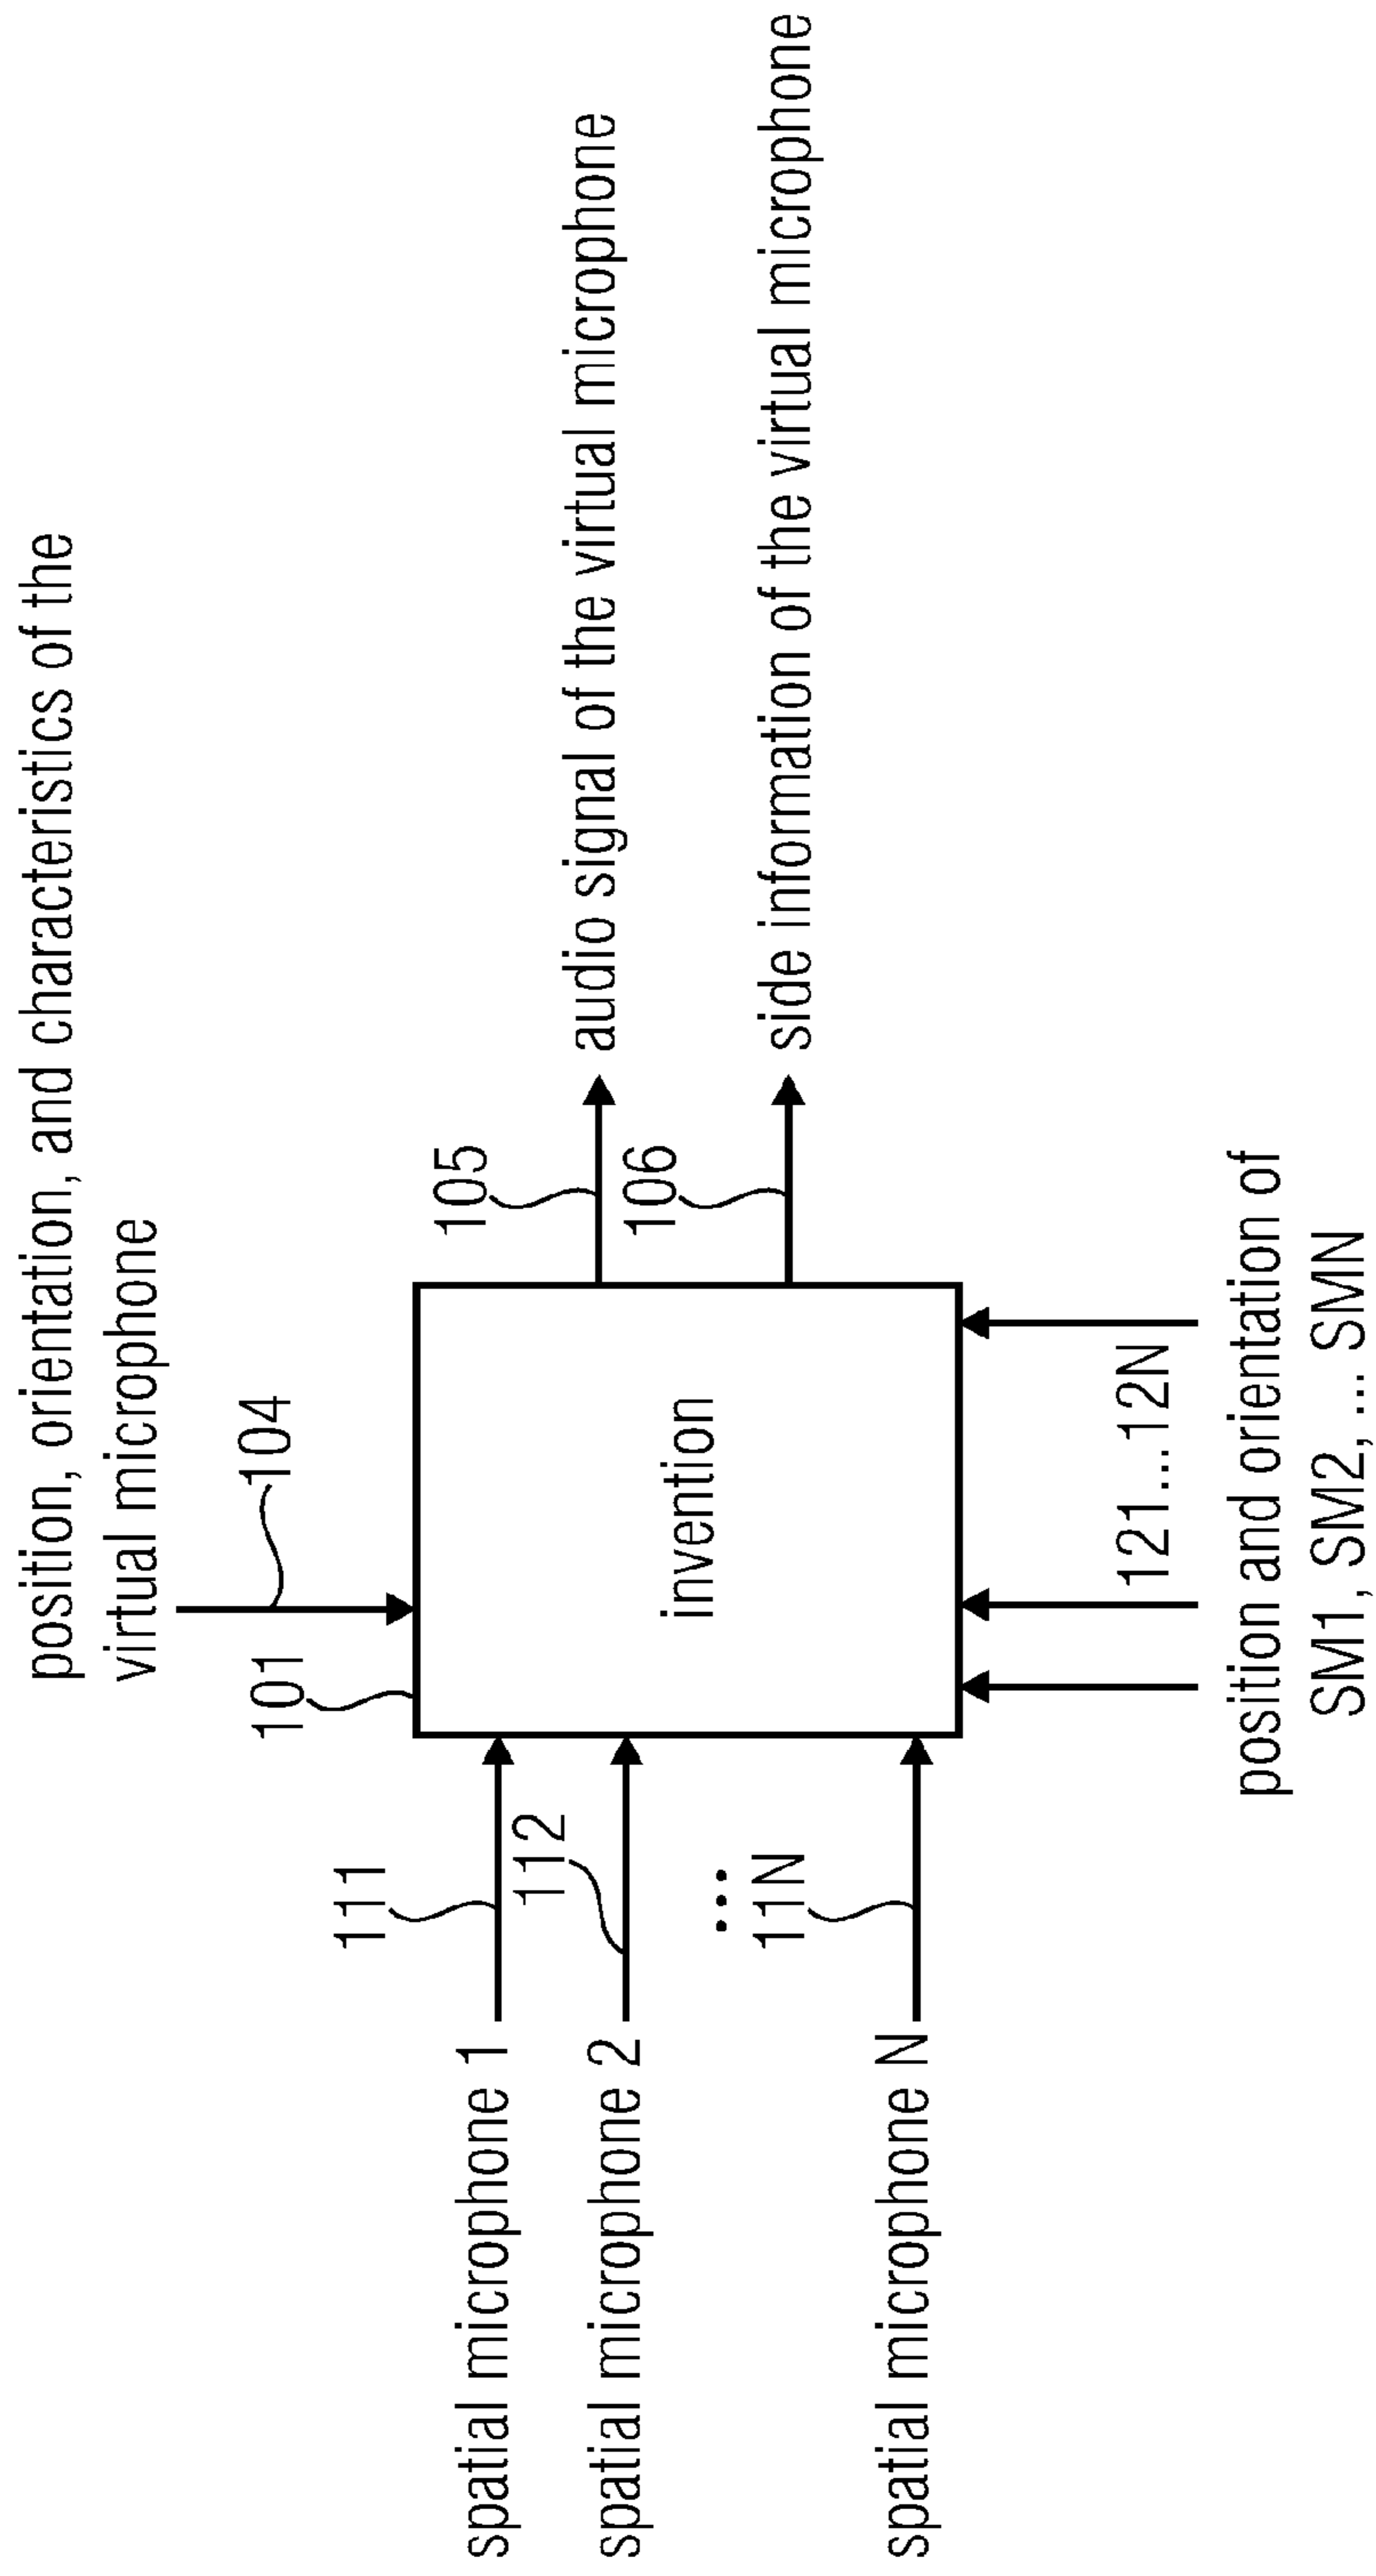 position, orientation, and characteristics of the
virtual microphone
104
101
111
spatial microphone 1
112
spatial microphone 2
...
11N
spatial microphone N
invention
105
audio signal of the virtual microphone
106
side information of the virtual microphone
121...12N
position and orientation of
SM1, SM2, ... SMN